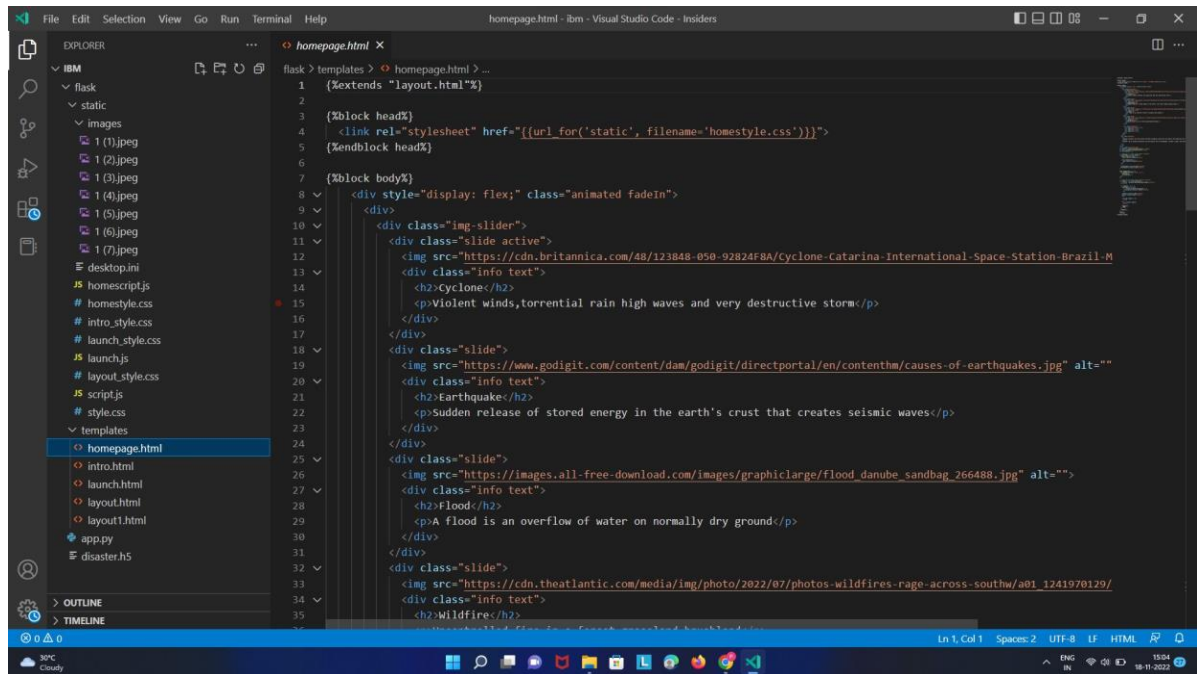 File Edit Selection View Go Run Terminal Help
homepage.html - ibm - Visual Studio Code - Insiders
EXPLORER
IBM
flask
static
images
1 (1).jpeg
1 (2).jpeg
1 (3).jpeg
1 (4).jpeg
1 (5).jpeg
1 (6).jpeg
1 (7).jpeg
desktop.ini
JS homescript.js
# homestyle.css
# intro_style.css
# launch_style.css
JS launch.js
# layout_style.css
JS script.js
# style.css
templates
<> homepage.html
<> intro.html
<> launch.html
<> layout.html
<> layout1.html
app.py
disaster.h5
> OUTLINE
> TIMELINE
<> homepage.html ×
flask > templates > <> homepage.html > ...
1 {%extends "layout.html"%}
2
3 {%block head%}
4 <link rel="stylesheet" href="{{url_for('static', filename='homestyle.css')}}">
5 {%endblock head%}
6
7 {%block body%}
8 <div style="display: flex;" class="animated fadeIn">
9 <div>
10 <div class="img-slider">
11 <div class="slide active">
12 <img src="https://cdn.britannica.com/48/123848-050-92824F8A/Cyclone-Catarina-International-Space-Station-Brazil-M
13 <div class="info text">
14 <h2>Cyclone</h2>
15 <p>Violent winds,torrential rain high waves and very destructive storm</p>
16 </div>
17 </div>
18 <div class="slide">
19 <img src="https://www.godigit.com/content/dam/godigit/directportal/en/contenthm/causes-of-earthquakes.jpg" alt=""
20 <div class="info text">
21 <h2>Earthquake</h2>
22 <p>Sudden release of stored energy in the earth's crust that creates seismic waves</p>
23 </div>
24 </div>
25 <div class="slide">
26 <img src="https://images.all-free-download.com/images/graphiclarge/flood_danube_sandbag_266488.jpg" alt="">
27 <div class="info text">
28 <h2>Flood</h2>
29 <p>A flood is an overflow of water on normally dry ground</p>
30 </div>
31 </div>
32 <div class="slide">
33 <img src="https://cdn.theatlantic.com/media/img/photo/2022/07/photos-wildfires-rage-across-southw/a01_1241970129/
34 <div class="info text">
35 <h2>Wildfire</h2>
0 0
Ln 1, Col 1 Spaces: 2 UTF-8 LF HTML
30°C
Cloudy
ENG
IN
15:04
18-11-2022